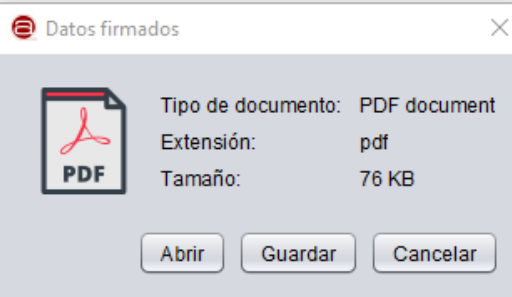 Datos firmados
Tipo de documento: PDF document
Extensión: pdf
PDF
Tamaño: 76 KB
Abrir Guardar Cancelar